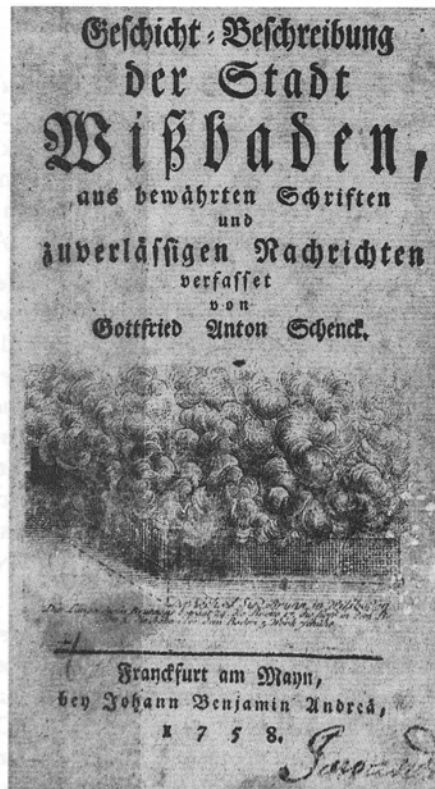 Geschicht-Beschreibung
der Stadt
Wißbaden,
aus bewährten Schriften
und
zuverlässigen Nachrichten
verfasset
von
Gottfried Anton Schenck.
Franckfurt am Mayn,
bey Johann Benjamin Andreä,
1758.